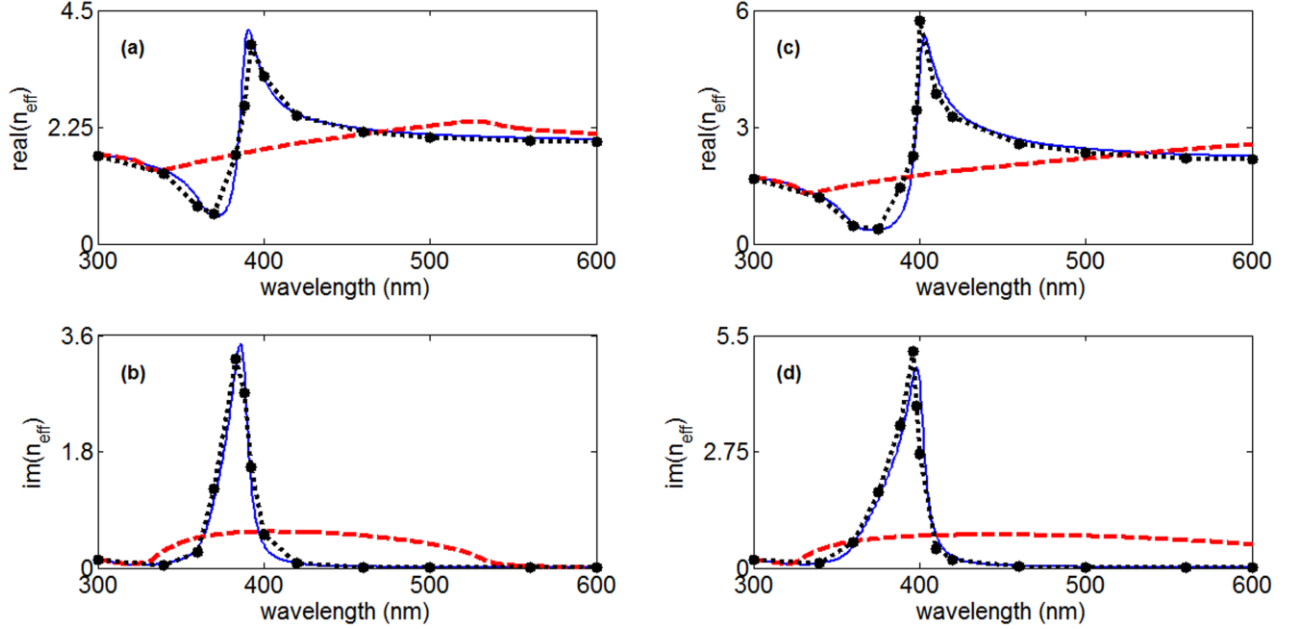 4.5
(a)
real(n_eff)
2.25
0
300 400 500 600
wavelength (nm)
6
(c)
real(n_eff)
3
0
300 400 500 600
wavelength (nm)
3.6
(b)
im(n_eff)
1.8
0
300 400 500 600
wavelength (nm)
5.5
(d)
im(n_eff)
2.75
0
300 400 500 600
wavelength (nm)